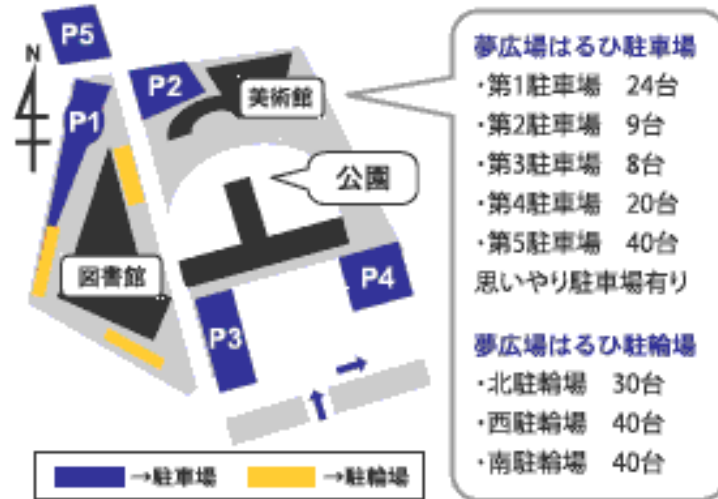 P5
N
P2
P1
美術館
公園
図書館
P4
P3
→駐車場
→駐輪場
夢広場はるひ駐車場
・第1駐車場 24台
・第2駐車場 9台
・第3駐車場 8台
・第4駐車場 20台
・第5駐車場 40台
思いやり駐車場有り
夢広場はるひ駐輪場
・北駐輪場 30台
・西駐輪場 40台
・南駐輪場 40台